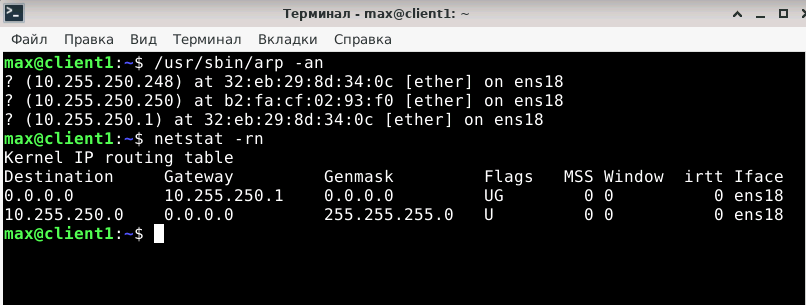 Терминал - max@client1: ~
Файл Правка Вид Терминал Вкладки Справка
max@client1:~$ /usr/sbin/arp -an
? (10.255.250.248) at 32:eb:29:8d:34:0c [ether] on ens18
? (10.255.250.250) at b2:fa:cf:02:93:f0 [ether] on ens18
? (10.255.250.1) at 32:eb:29:8d:34:0c [ether] on ens18
max@client1:~$ netstat -rn
Kernel IP routing table
Destination     Gateway         Genmask         Flags   MSS Window  irtt Iface
0.0.0.0         10.255.250.1    0.0.0.0         UG        0 0          0 ens18
10.255.250.0    0.0.0.0         255.255.255.0   U         0 0          0 ens18
max@client1:~$